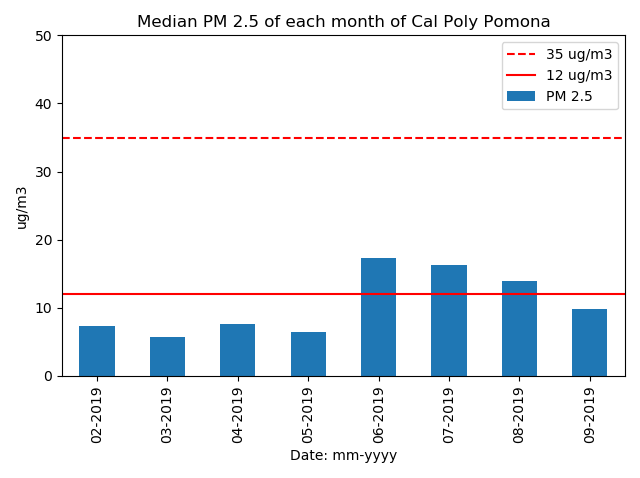 Median PM 2.5 of each month of Cal Poly Pomona
50
40
30
20
10
0
ug/m3
35 ug/m3
12 ug/m3
PM 2.5
02-2019
03-2019
04-2019
05-2019
06-2019
07-2019
08-2019
09-2019
Date: mm-yyyy